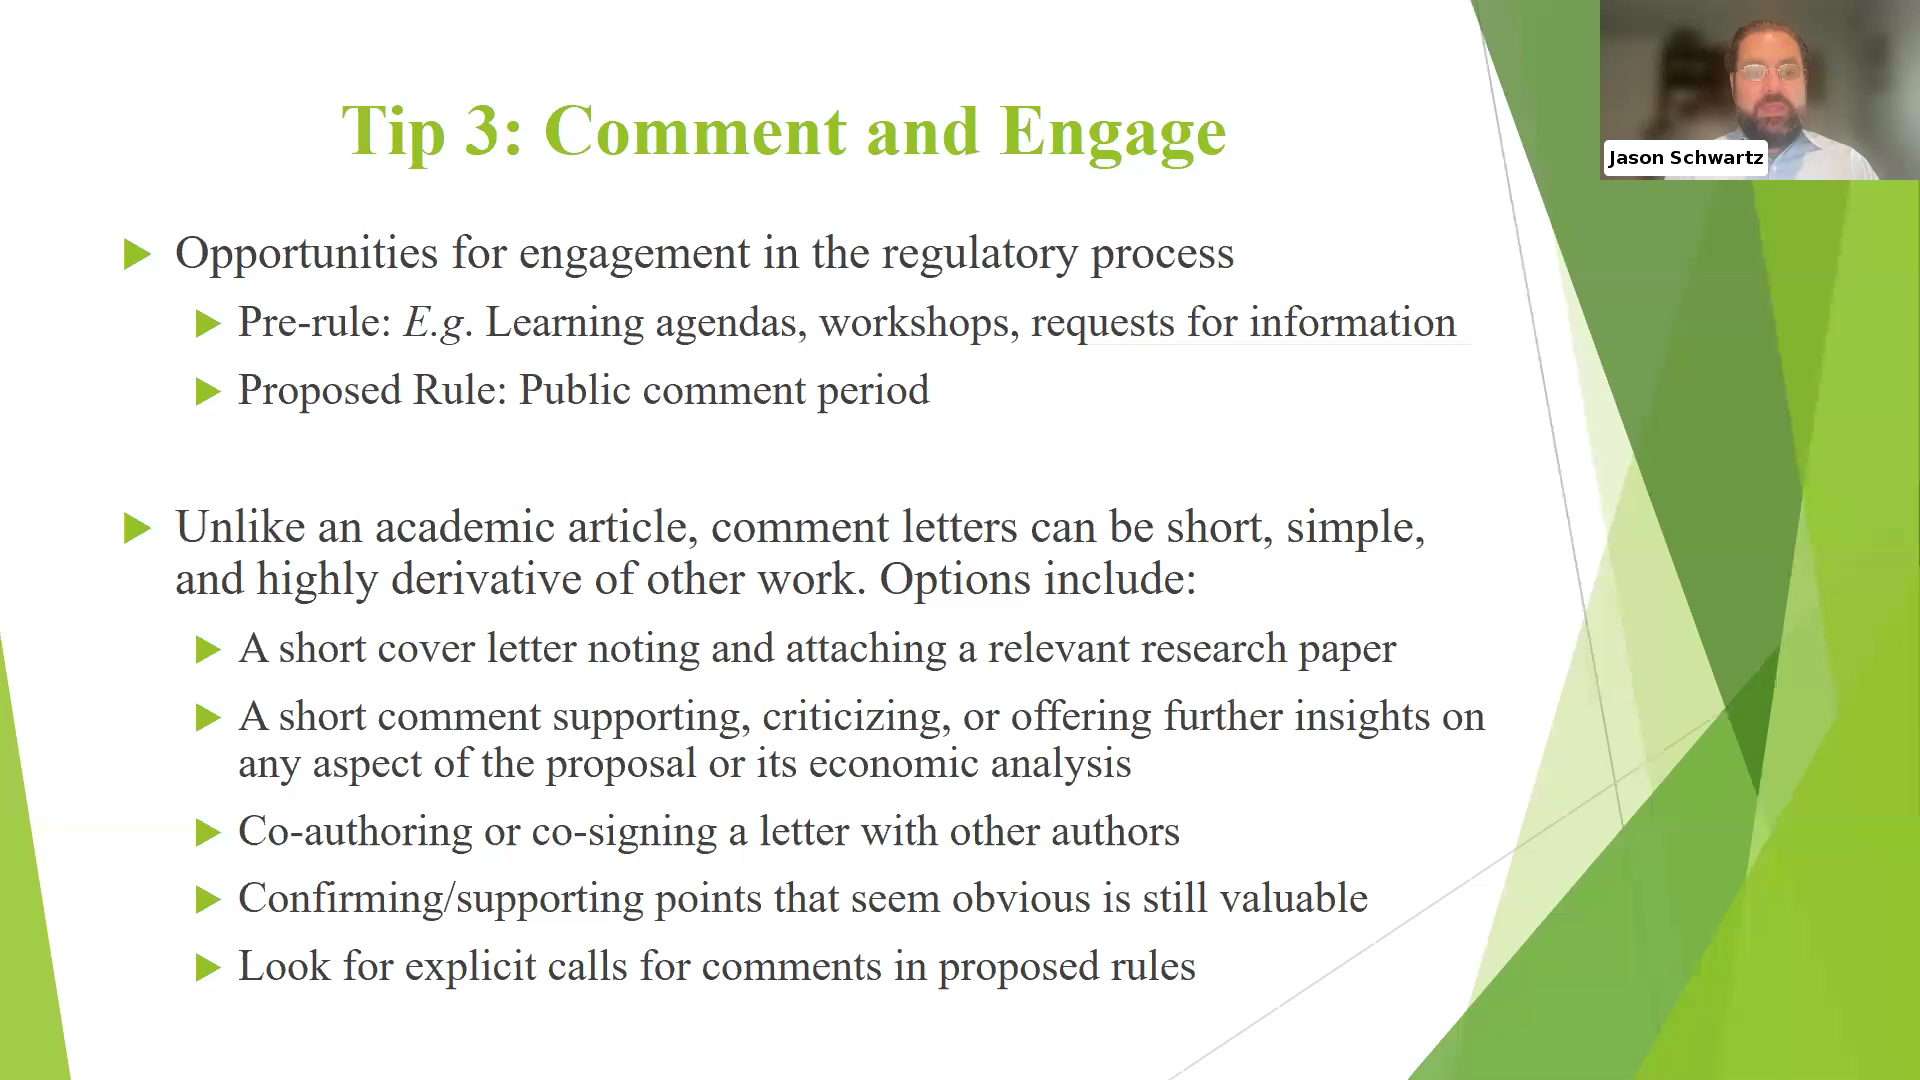 Tip 3: Comment and Engage
Jason Schwartz
Opportunities for engagement in the regulatory process
Pre-rule: E.g. Learning agendas, workshops, requests for information
Proposed Rule: Public comment period
Unlike an academic article, comment letters can be short, simple,
and highly derivative of other work. Options include:
A short cover letter noting and attaching a relevant research paper
A short comment supporting, criticizing, or offering further insights on
any aspect of the proposal or its economic analysis
Co-authoring or co-signing a letter with other authors
Confirming/supporting points that seem obvious is still valuable
Look for explicit calls for comments in proposed rules